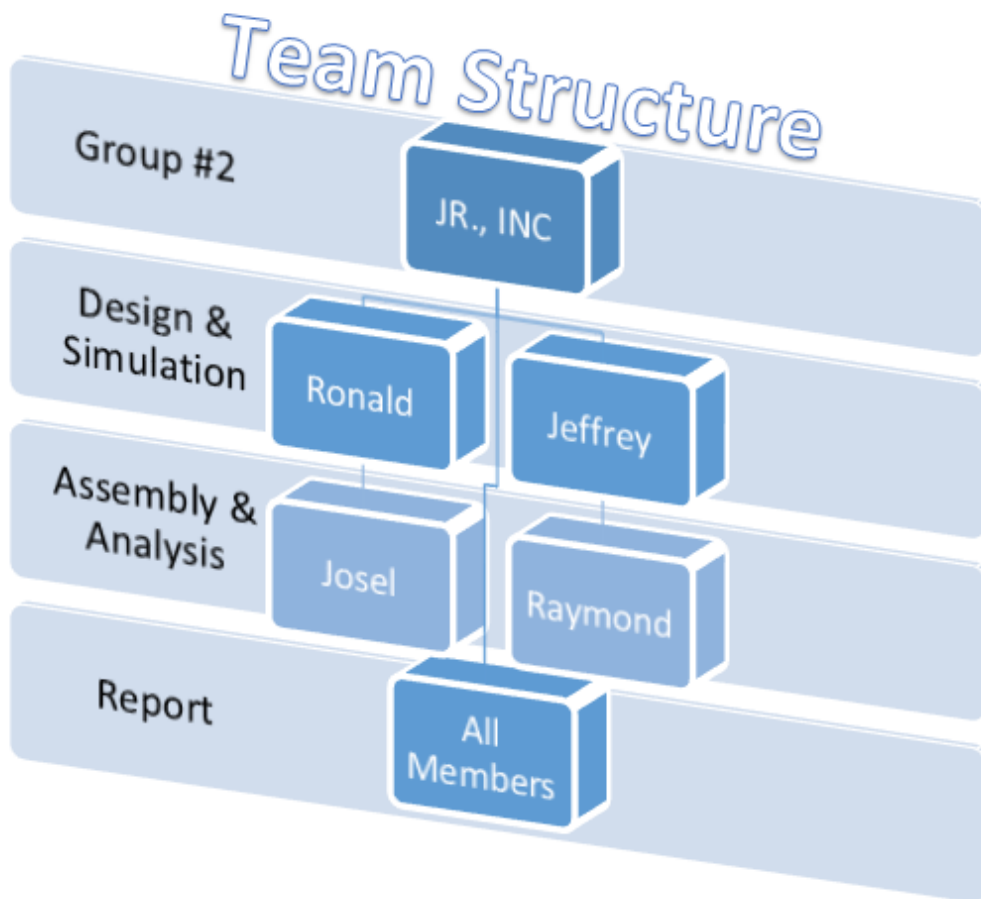 Team Structure
Group #2
JR., INC
Design &
Simulation
Ronald
Jeffrey
Assembly &
Analysis
Josel
Raymond
Report
All
Members